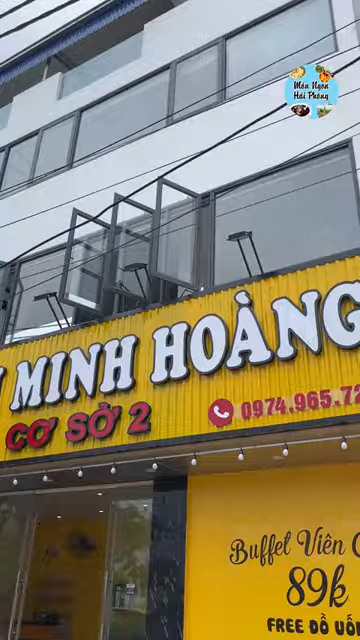 Món Ngon
Hải Phòng
MINH HOÀNG
CƠ SỞ 2
0974.965.72
Buffet Viên
89k
FREE ĐỒ UỐ